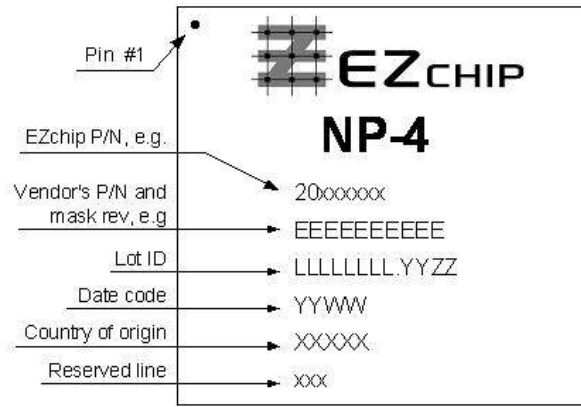 Pin #1
EZCHIP
NP-4
EZchip P/N, e.g.
20xxxxxx
Vendor's P/N and
mask rev, e.g
EEEEEEEEEE
Lot ID
LLLLLLLL.YYZZ
Date code
YYWW
Country of origin
XXXXX
Reserved line
xxx